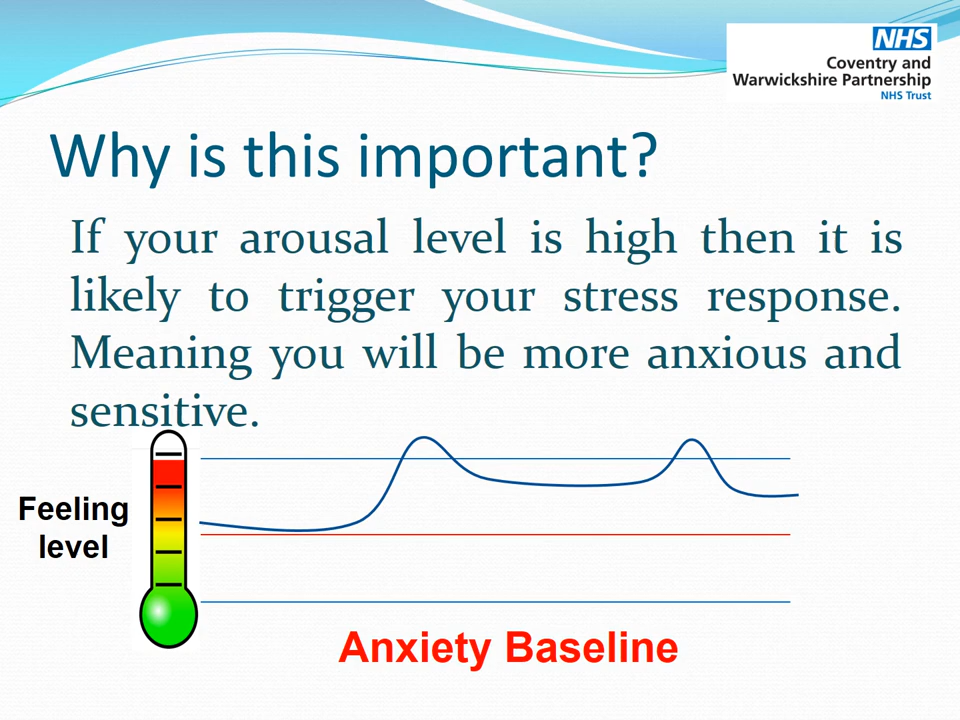 NHS
Coventry and
Warwickshire Partnership
NHS Trust
Why is this important?
If your arousal level is high then it is
likely to trigger your stress response.
Meaning you will be more anxious and
sensitive.
Feeling
level
Anxiety Baseline